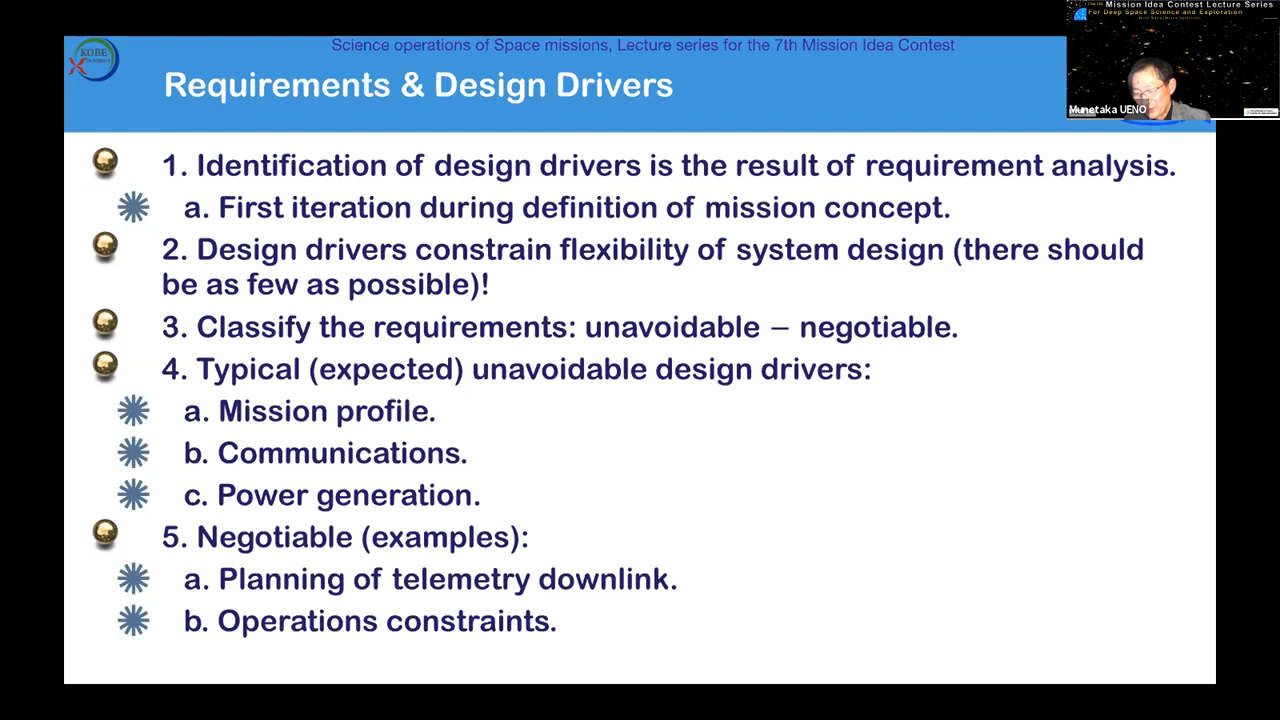 Science operations of Space missions, Lecture series for the 7th Mission Idea Contest
KOBE
X
Requirements & Design Drivers
Mission Idea Contest Lecture Series
For Deep Space Science and Exploration
Munetaka UENO
1. Identification of design drivers is the result of requirement analysis.
a. First iteration during definition of mission concept.
2. Design drivers constrain flexibility of system design (there should
be as few as possible)!
3. Classify the requirements: unavoidable – negotiable.
4. Typical (expected) unavoidable design drivers:
a. Mission profile.
b. Communications.
c. Power generation.
5. Negotiable (examples):
a. Planning of telemetry downlink.
b. Operations constraints.